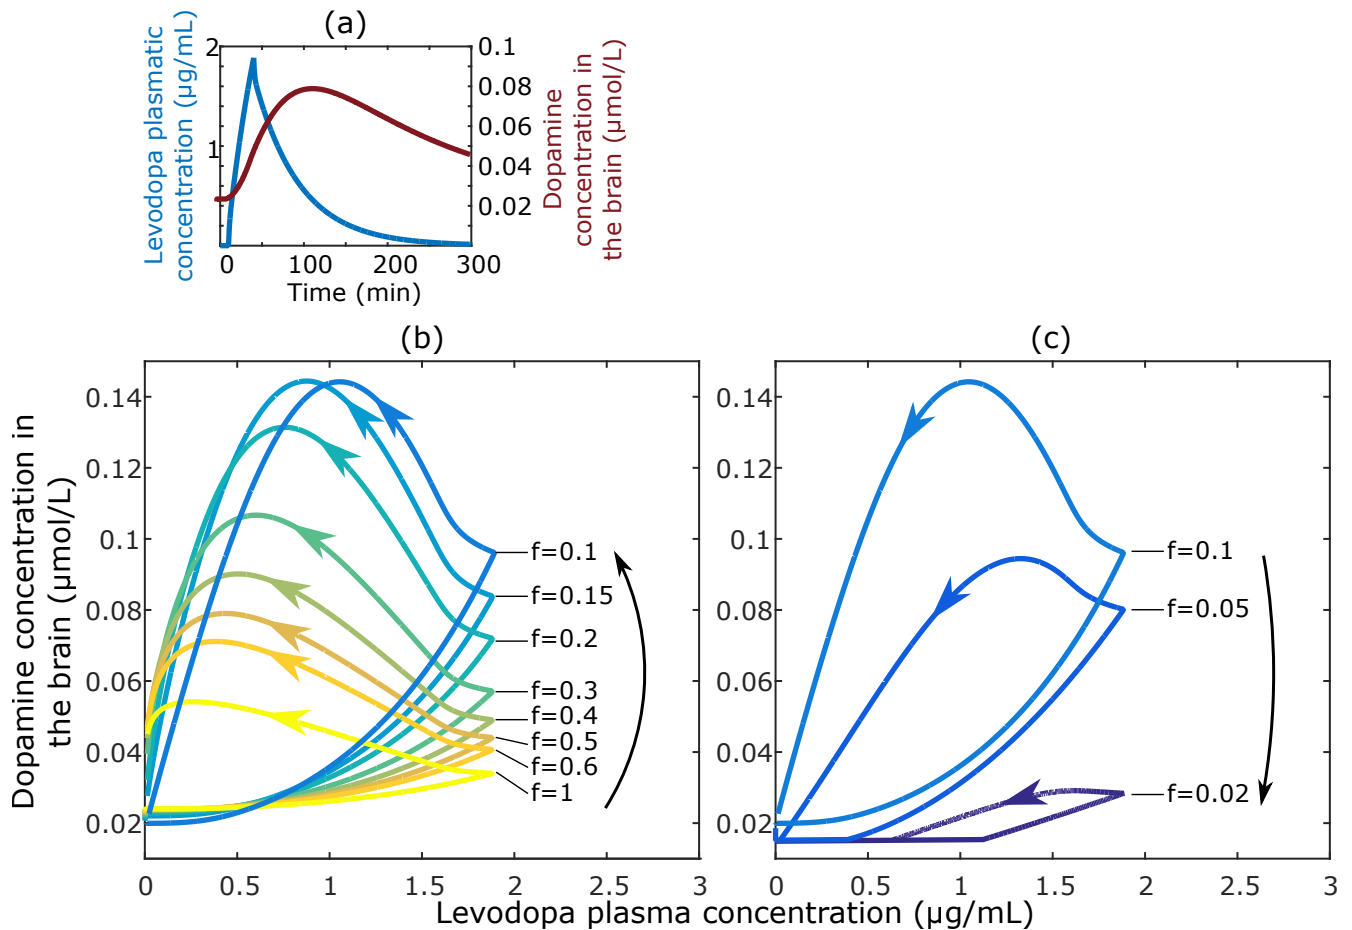 (a)
Levodopa plasmatic
concentration (µg/mL)
2
1
0.1
0.08
0.06
0.04
0.02
Dopamine
concentration in
the brain (µmol/L)
0 100 200 300
Time (min)
(b)
Dopamine concentration in
the brain (µmol/L)
0.14
0.12
0.1
0.08
0.06
0.04
0.02
f=0.1
f=0.15
f=0.2
f=0.3
f=0.4
f=0.5
f=0.6
f=1
0 0.5 1 1.5 2 2.5 3
(c)
0.14
0.12
0.1
0.08
0.06
0.04
0.02
f=0.1
f=0.05
f=0.02
0 0.5 1 1.5 2 2.5 3
Levodopa plasma concentration (µg/mL)